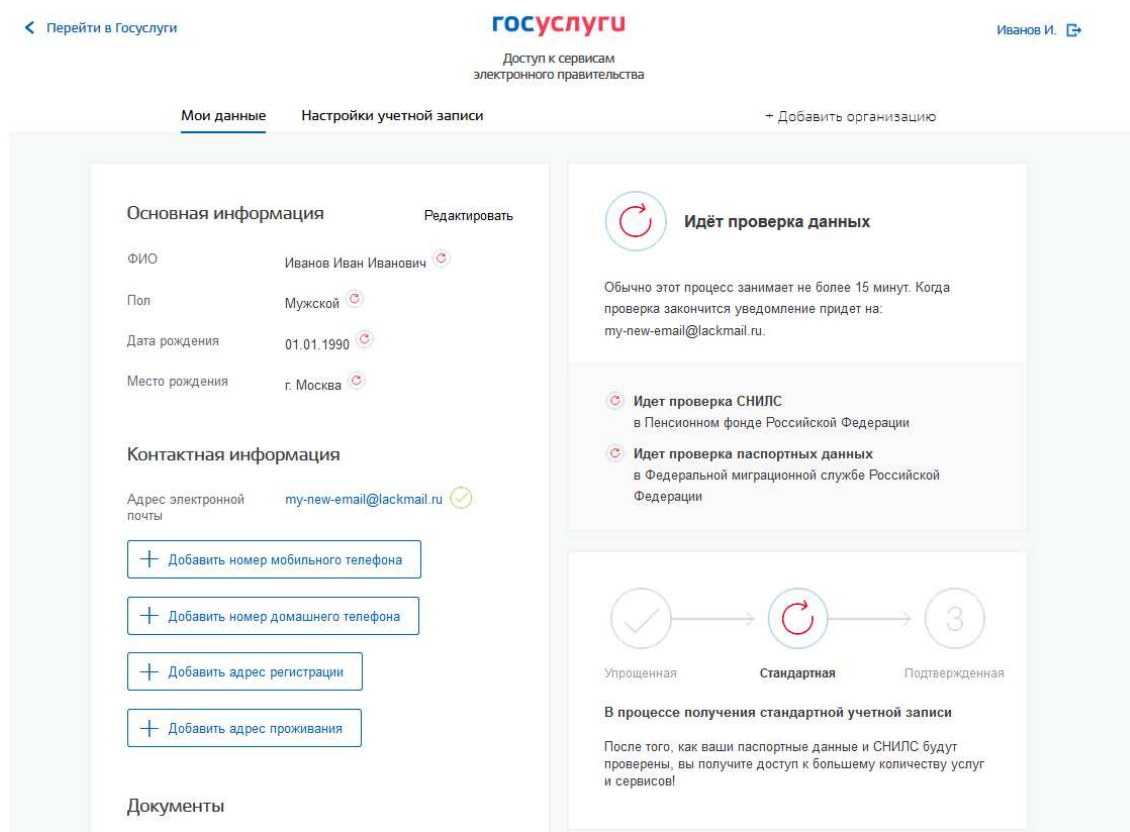 Перейти в Госуслуги
госуслуги
Иванов И.
Доступ к сервисам
электронного правительства
Мои данные
Настройки учетной записи
+ Добавить организацию
Основная информация
Редактировать
ФИО
Иванов Иван Иванович
Пол
Мужской
Дата рождения
01.01.1990
Место рождения
г. Москва
Контактная информация
Адрес электронной
почты
my-new-email@lackmail.ru
Добавить номер мобильного телефона
Добавить номер домашнего телефона
Добавить адрес регистрации
Добавить адрес проживания
Документы
Идёт проверка данных
Обычно этот процесс занимает не более 15 минут. Когда
проверка закончится уведомление придет на:
my-new-email@lackmail.ru.
Идет проверка СНИЛС
в Пенсионном фонде Российской Федерации
Идет проверка паспортных данных
в Федеральной миграционной службе Российской
Федерации
3
Упрощенная
Стандартная
Подтвержденная
В процессе получения стандартной учетной записи
После того, как ваши паспортные данные и СНИЛС будут
проверены, вы получите доступ к большему количеству услуг
и сервисов!